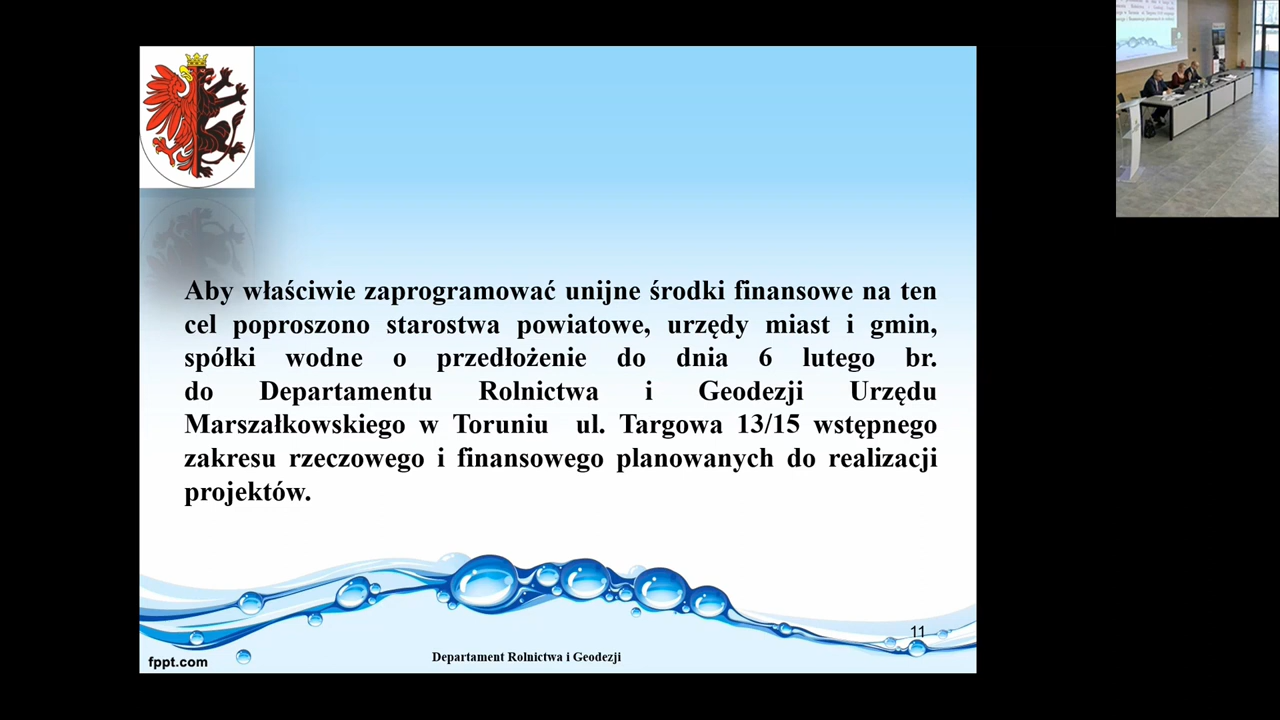 Aby właściwie zaprogramować unijne środki finansowe na ten
cel poproszono starostwa powiatowe, urzędy miast i gmin,
spółki wodne o przedłożenie do dnia 6 lutego br.
do Departamentu Rolnictwa i Geodezji Urzędu
Marszałkowskiego w Toruniu ul. Targowa 13/15 wstępnego
zakresu rzeczowego i finansowego planowanych do realizacji
projektów.
11
fppt.com
Departament Rolnictwa i Geodezji